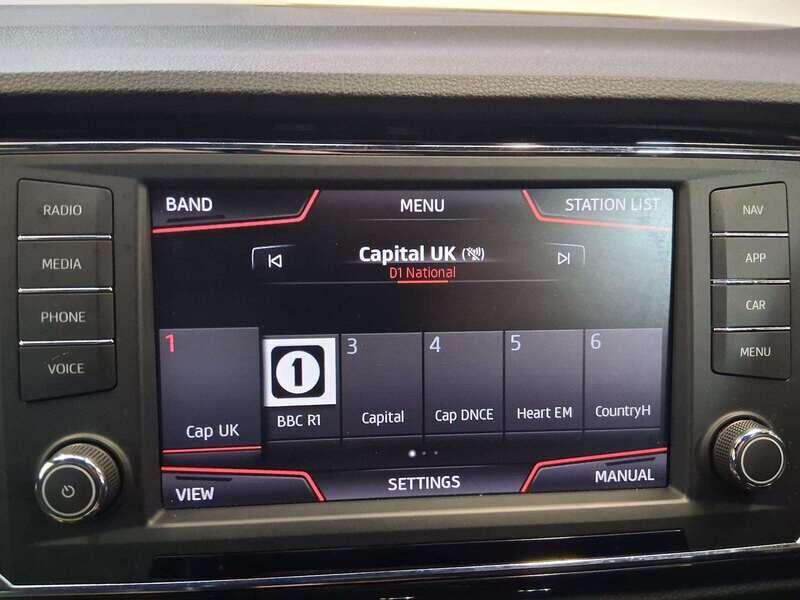 RADIO
MEDIA
PHONE
VOICE
BAND
MENU
STATION LIST
Capital UK
D1 National
1
Cap UK
1
BBC R1
3
Capital
4
Cap DNCE
5
Heart EM
6
CountryH
VIEW
SETTINGS
MANUAL
NAV
APP
CAR
MENU